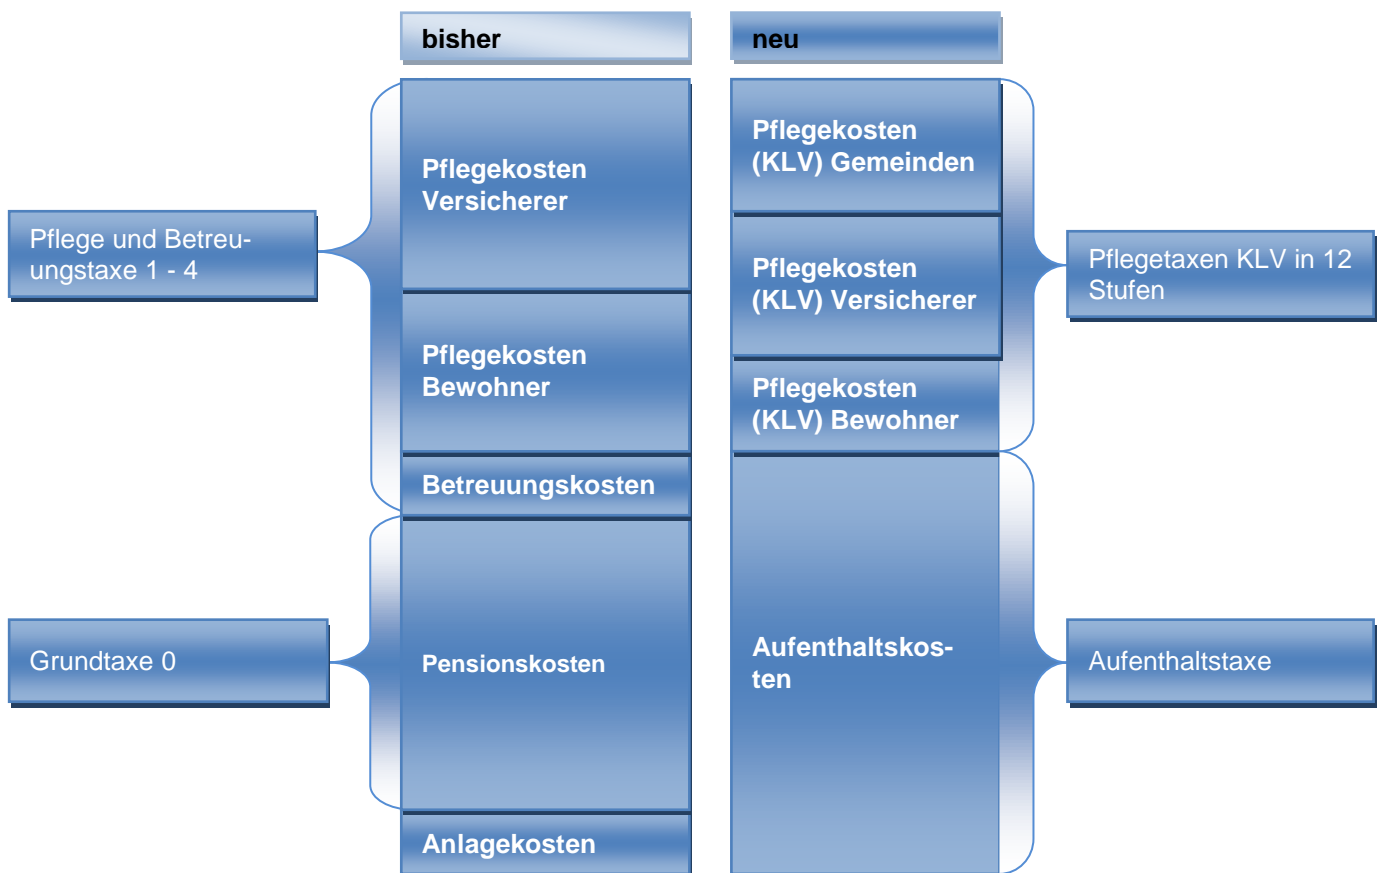 bisher
neu
Pflege und Betreu-
ungstaxe 1 - 4
Grundtaxe 0
Pflegekosten
Versicherer
Pflegekosten
Bewohner
Betreuungskosten
Pensionskosten
Anlagekosten
Pflegekosten
(KLV) Gemeinden
Pflegekosten
(KLV) Versicherer
Pflegekosten
(KLV) Bewohner
Aufenthaltskos-
ten
Pflegetaxen KLV in 12
Stufen
Aufenthaltstaxe